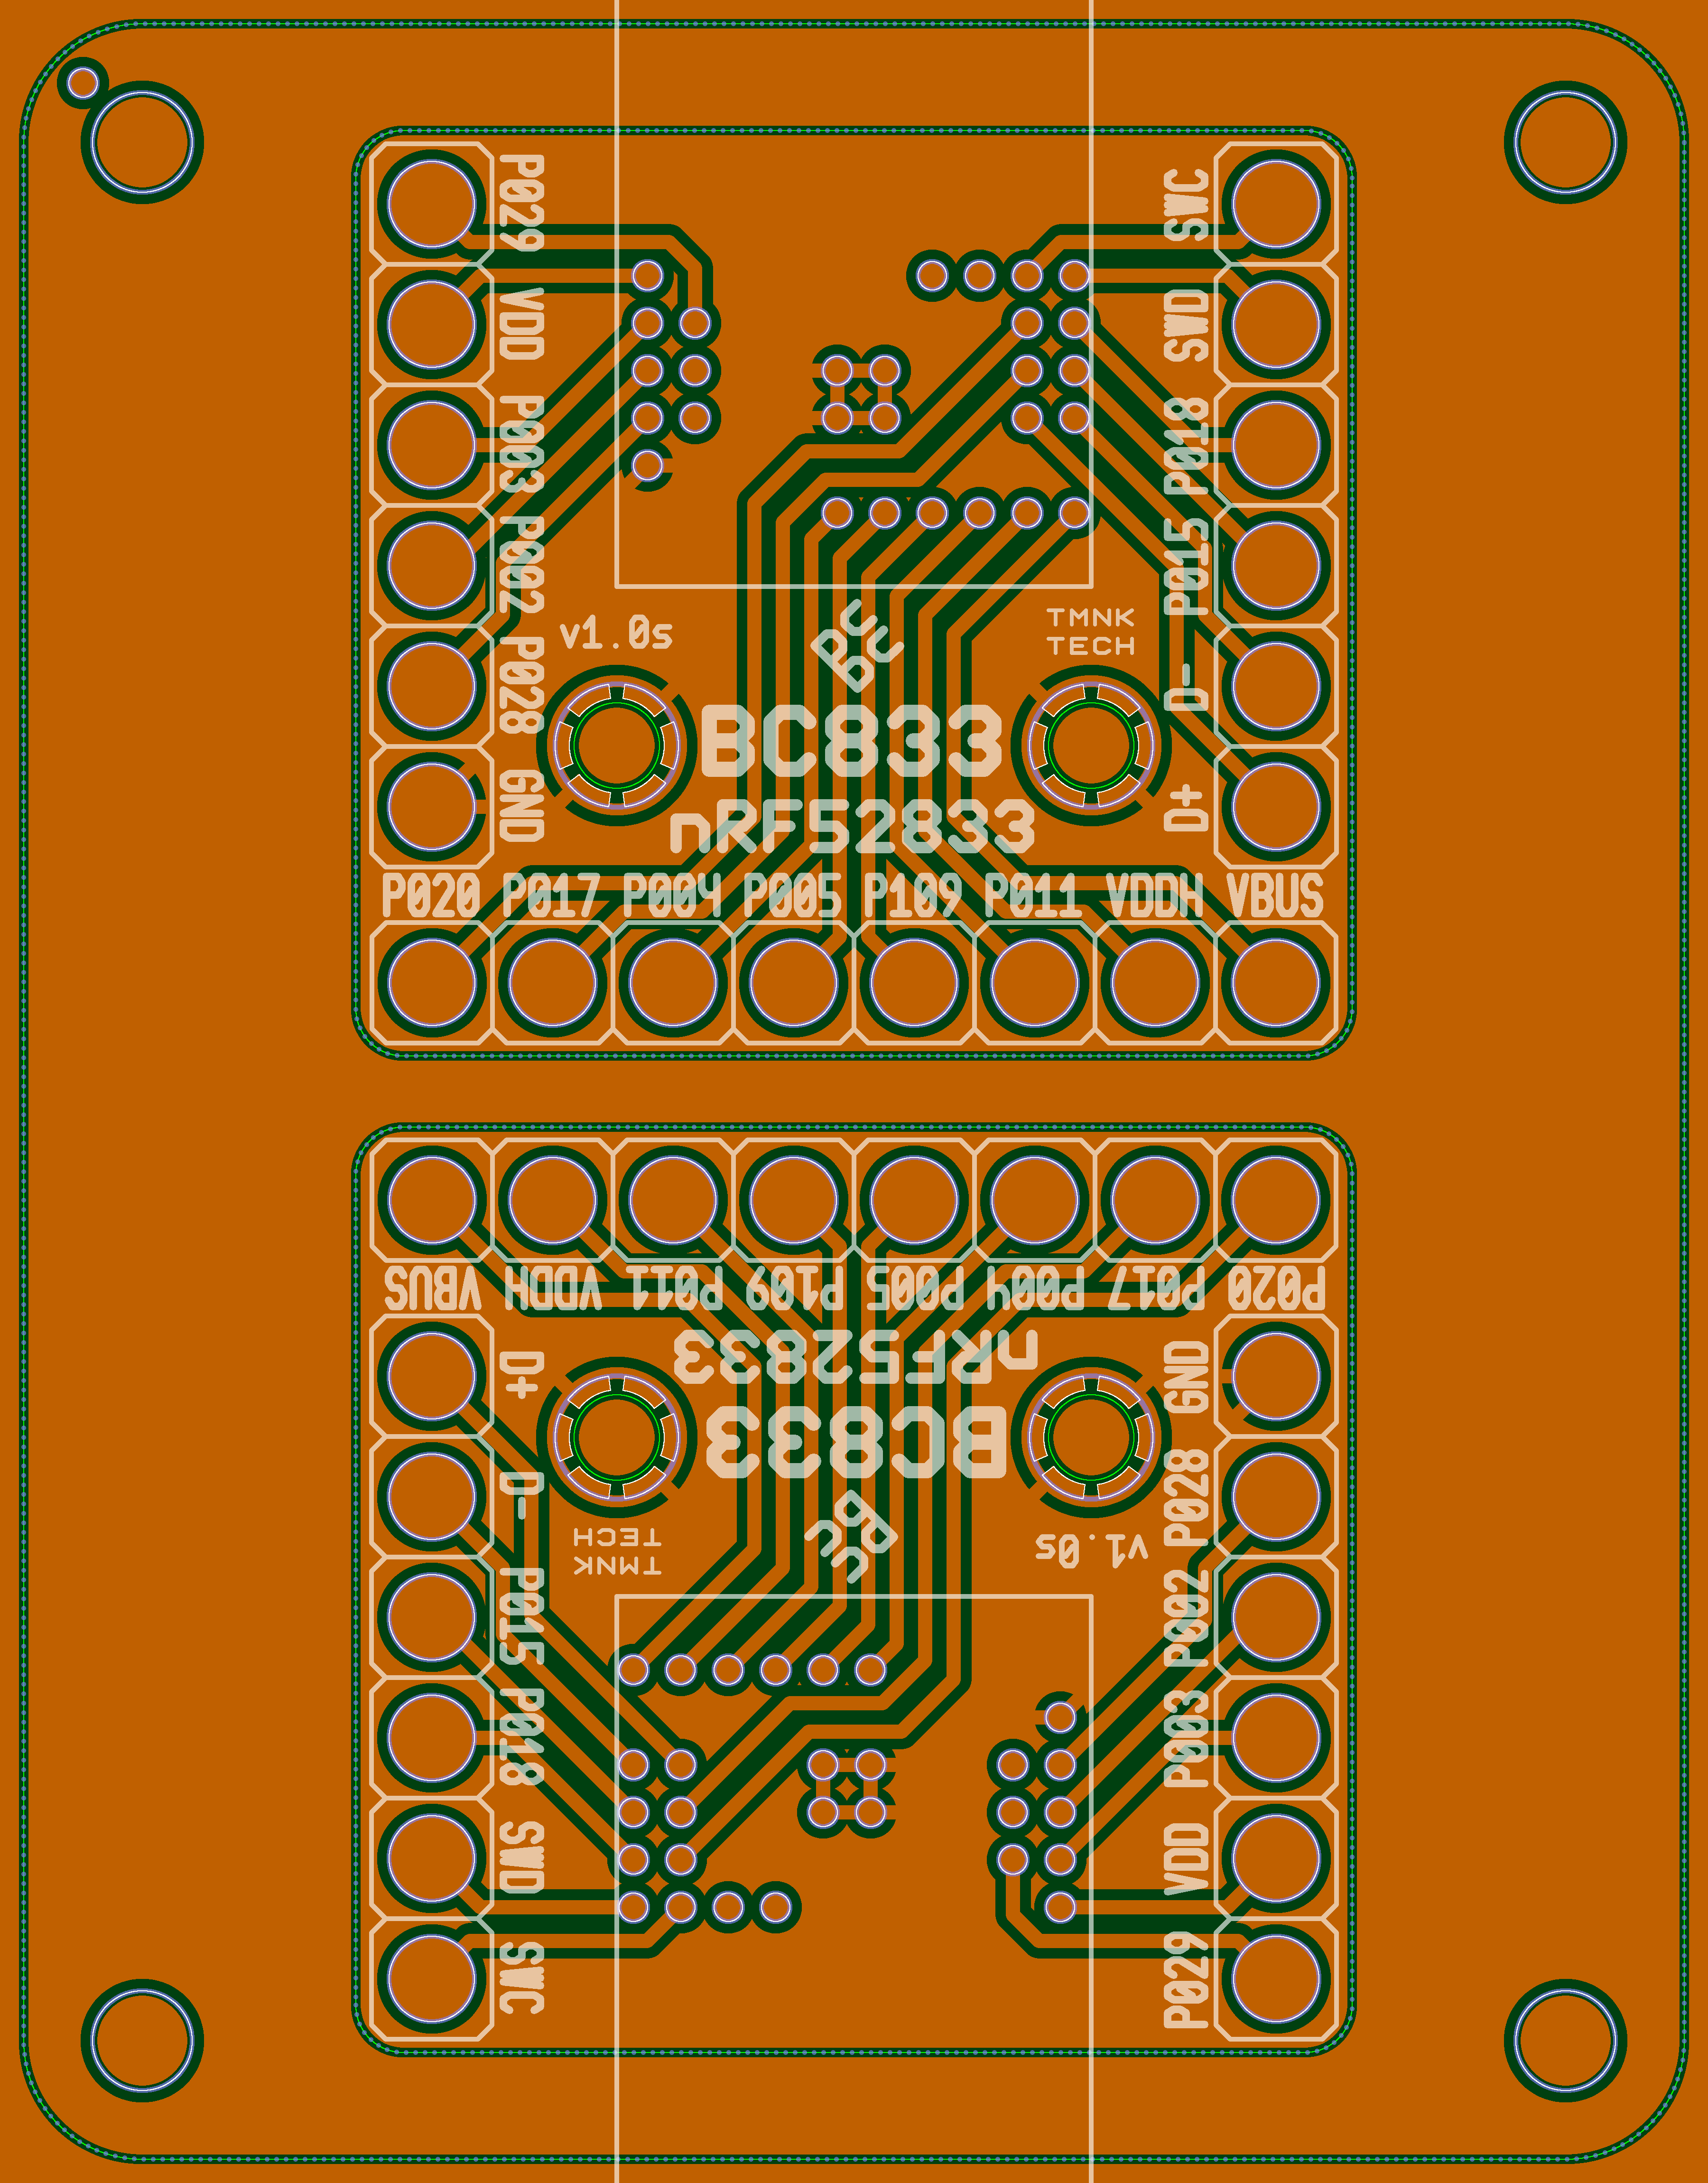 P029
SWC
VDD
SWD
P003
P018
P002
P015
v1.0s
TMNK
TECH
P028
D-
BC833
GND
D+
nRF52833
P020 P017 P004 P005 P109 P011 VDDH VBUS
VBUS VDDH P011 P109 P005 P004 P017 P020
nRF52833
D+
GND
BC833
D-
P028
TMNK
TECH
v1.0s
P015
P002
P018
P003
SWD
VDD
SWC
P029